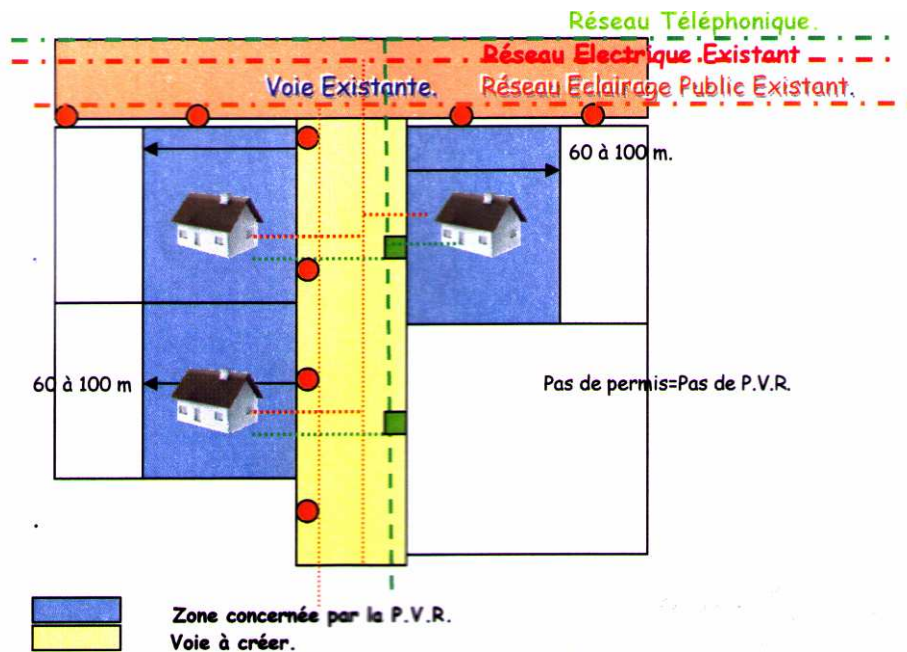 Réseau Téléphonique.
Réseau Electrique Existant
Voie Existante. Réseau Eclairage Public Existant.
60 à 100 m.
60 à 100 m
Pas de permis=Pas de P.V.R.
Zone concernée par la P.V.R.
Voie à créer.